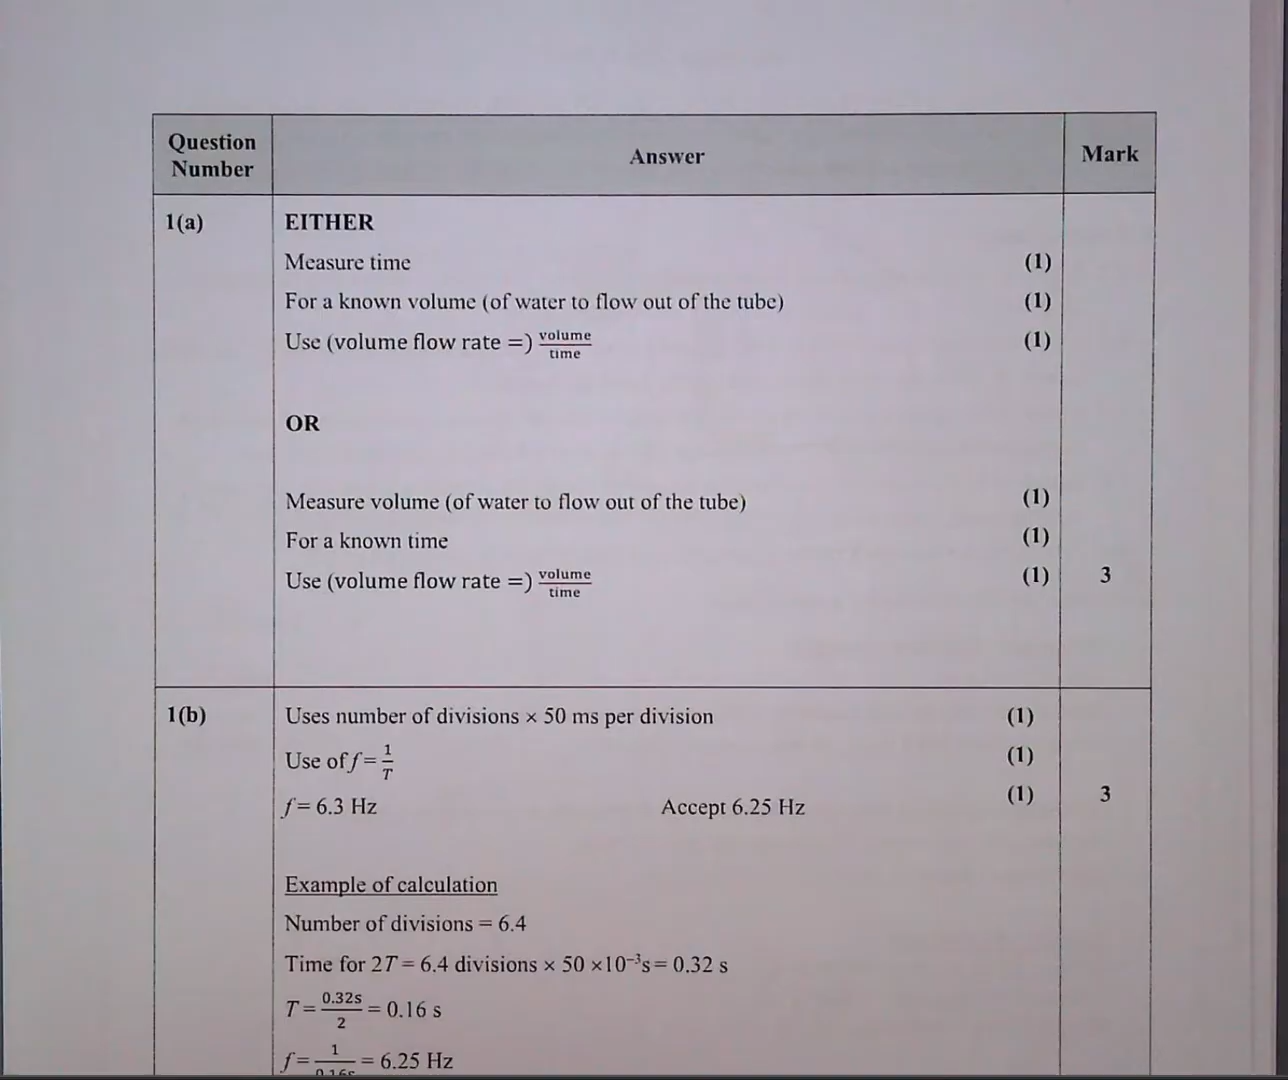 Question Number
Answer
Mark
1(a)
EITHER
Measure time (1)
For a known volume (of water to flow out of the tube) (1)
Use (volume flow rate =) volume/time (1)
OR
Measure volume (of water to flow out of the tube) (1)
For a known time (1)
Use (volume flow rate =) volume/time (1) 3
1(b)
Uses number of divisions × 50 ms per division (1)
Use of f = 1/T (1)
f = 6.3 Hz Accept 6.25 Hz (1) 3
Example of calculation
Number of divisions = 6.4
Time for 2T = 6.4 divisions × 50 ×10⁻³s = 0.32 s
T = 0.32s/2 = 0.16 s
f = 1/0.16s = 6.25 Hz